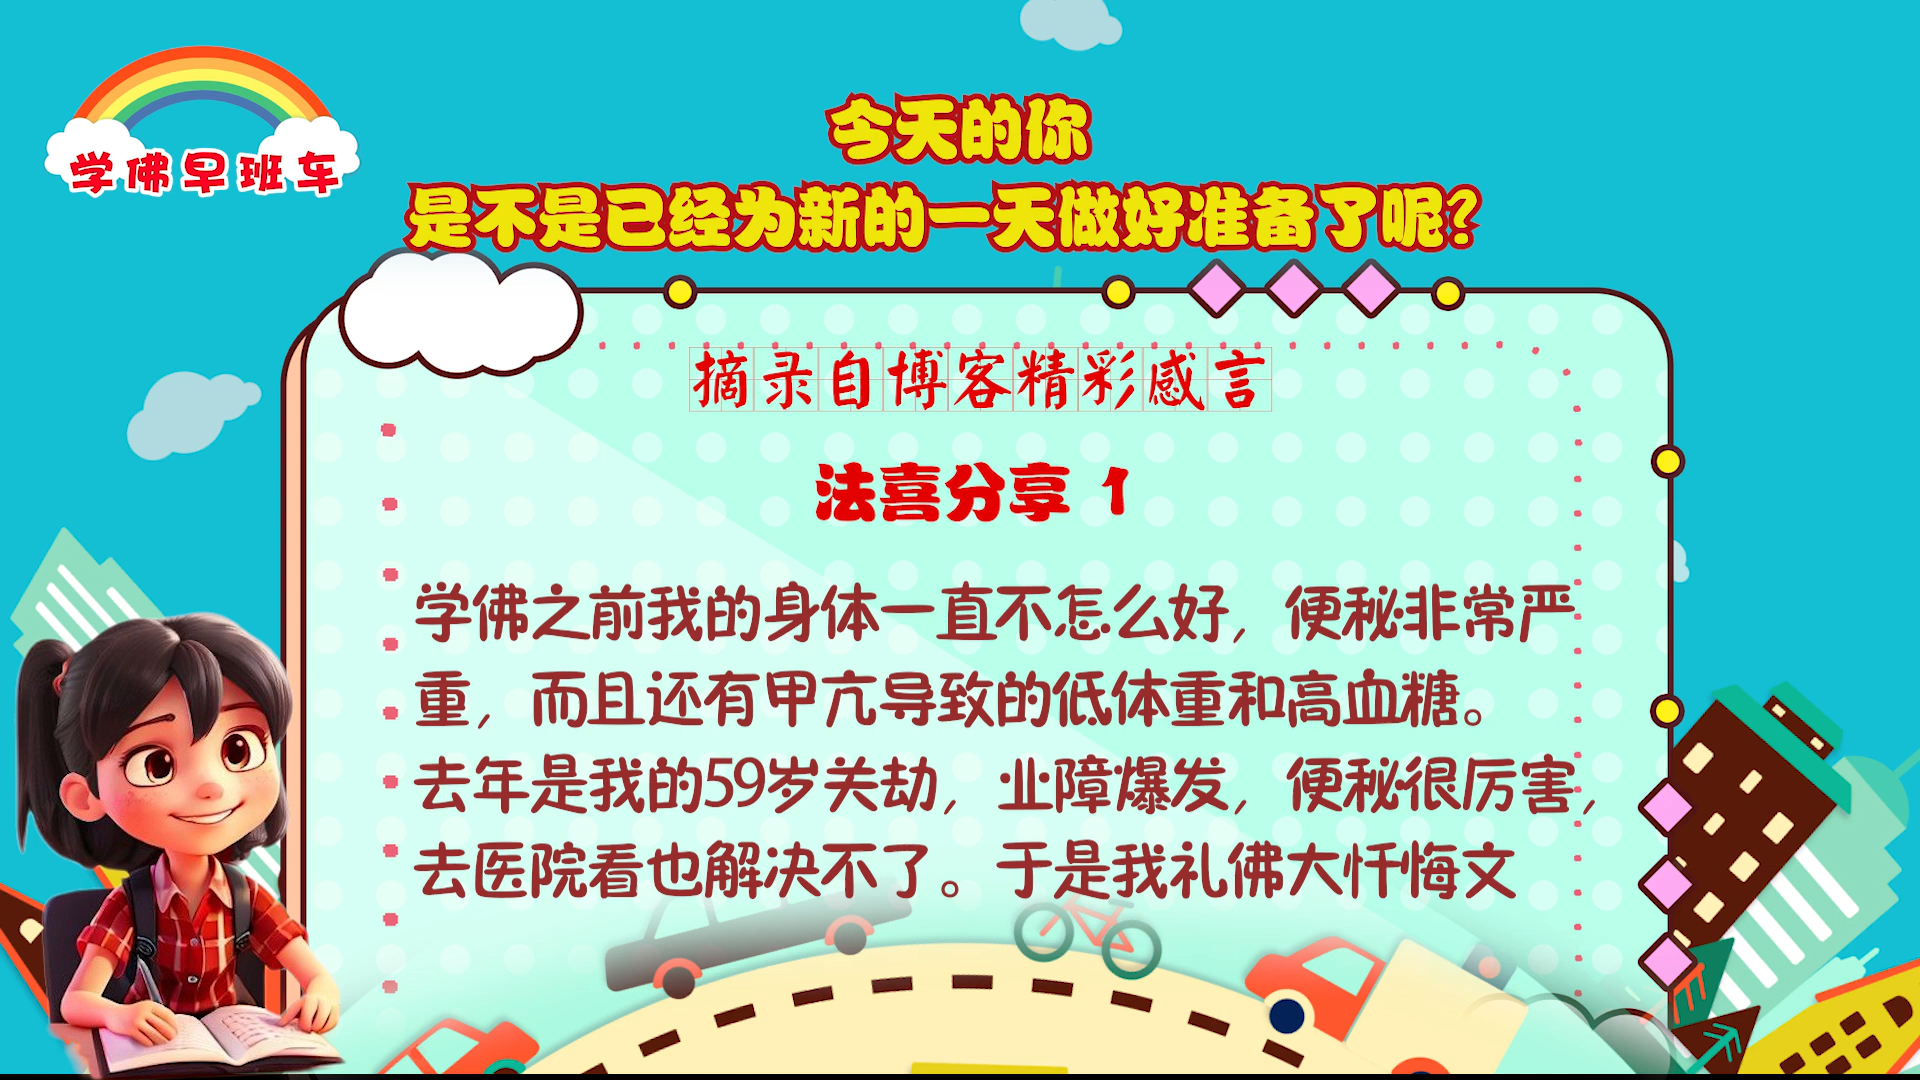 学佛早班车
今天的你
是不是已经为新的一天做好准备了呢?
摘录自博客精彩感言
法喜分享 1
学佛之前我的身体一直不怎么好，便秘非常严
重，而且还有甲亢导致的低体重和高血糖。
去年是我的59岁关劫，业障爆发，便秘很厉害，
去医院看也解决不了。于是我礼佛大忏悔文